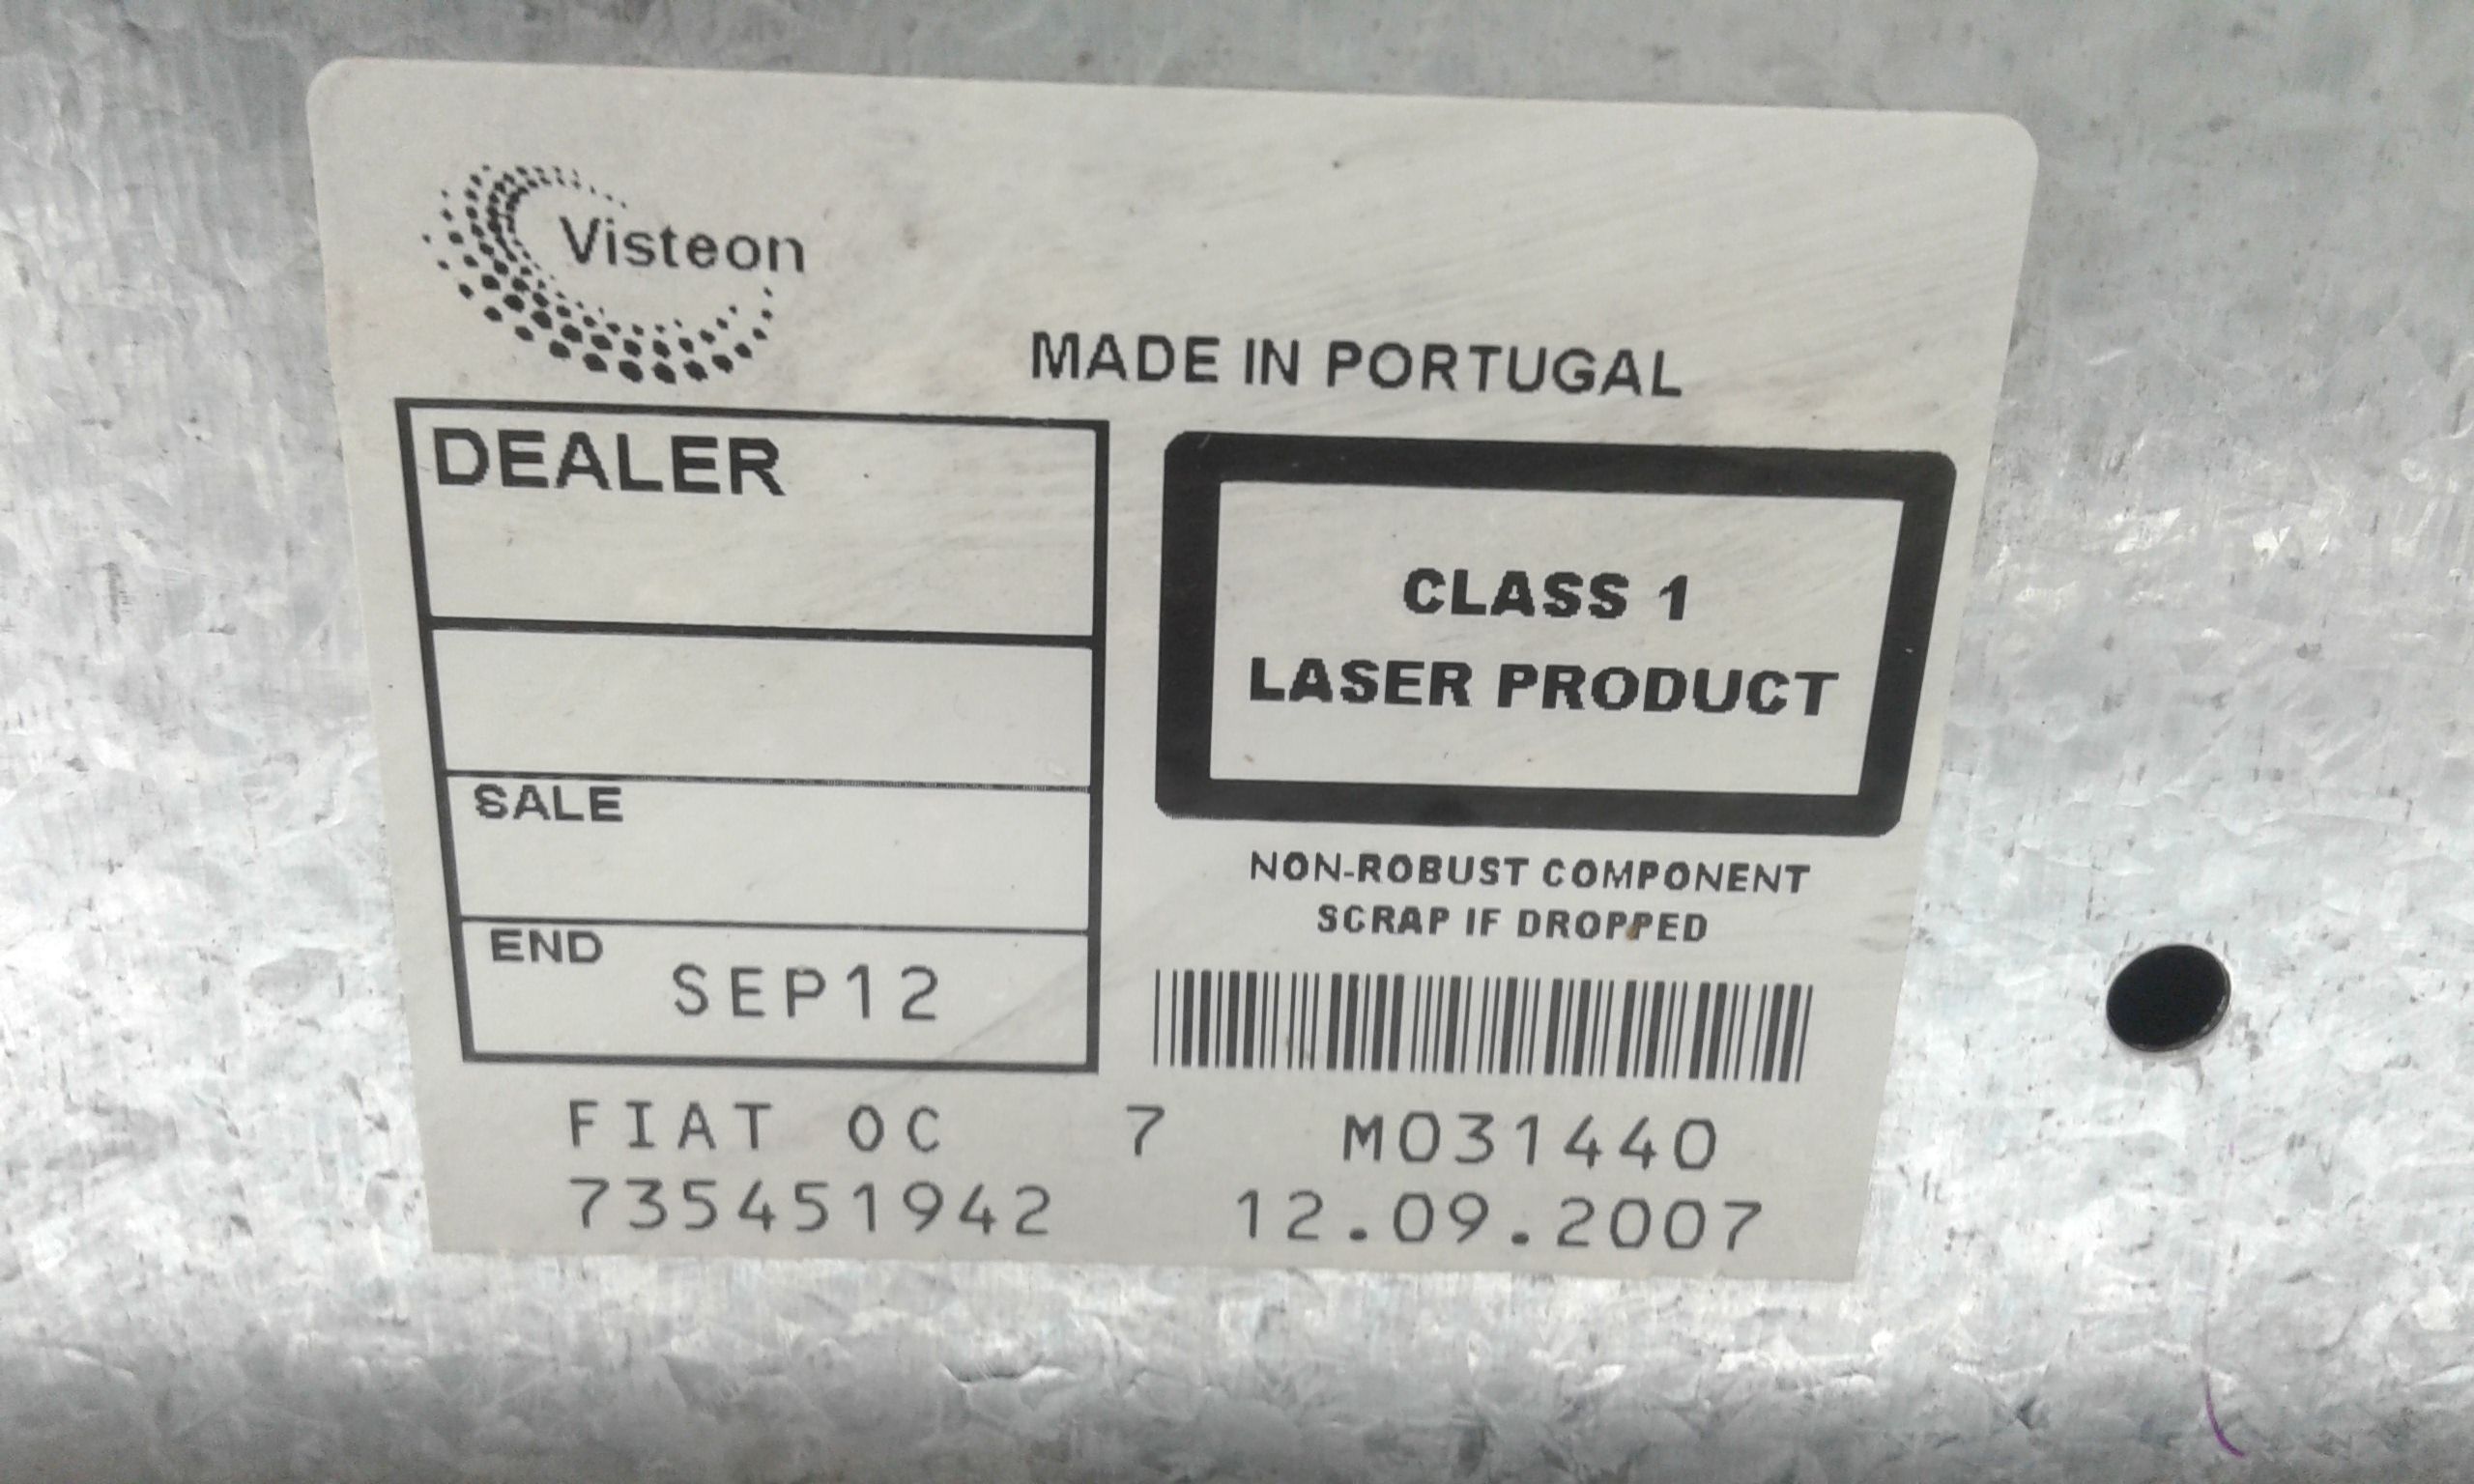 Visteon
MADE IN PORTUGAL
DEALER
CLASS 1
LASER PRODUCT
SALE
NON-ROBUST COMPONENT
SCRAP IF DROPPED
END
SEP12
FIAT OC 7 M031440
735451942 12.09.2007